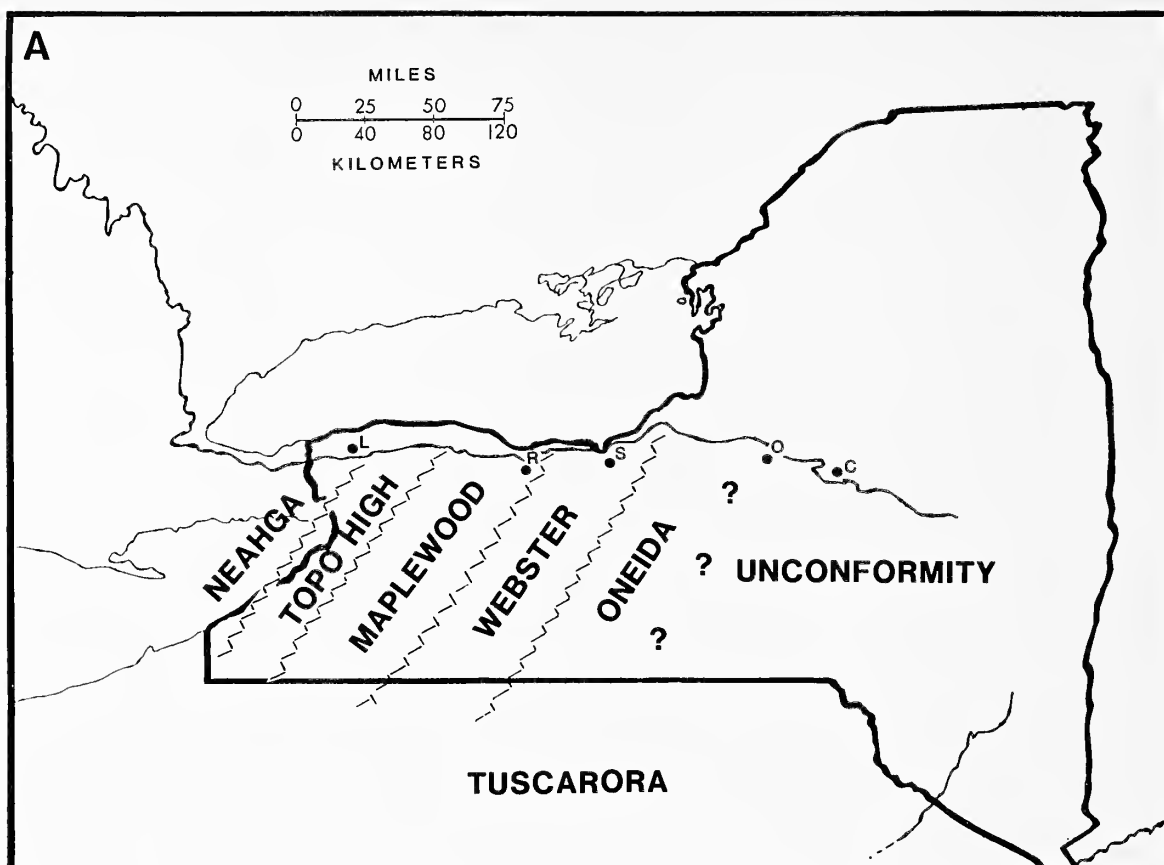 A
MILES
0 25 50 75
0 40 80 120
KILOMETERS
L
R
S
O
C
NEAHGA
TOPO HIGH
MAPLEWOOD
WEBSTER
ONEIDA
?
?
?
UNCONFORMITY
TUSCARORA